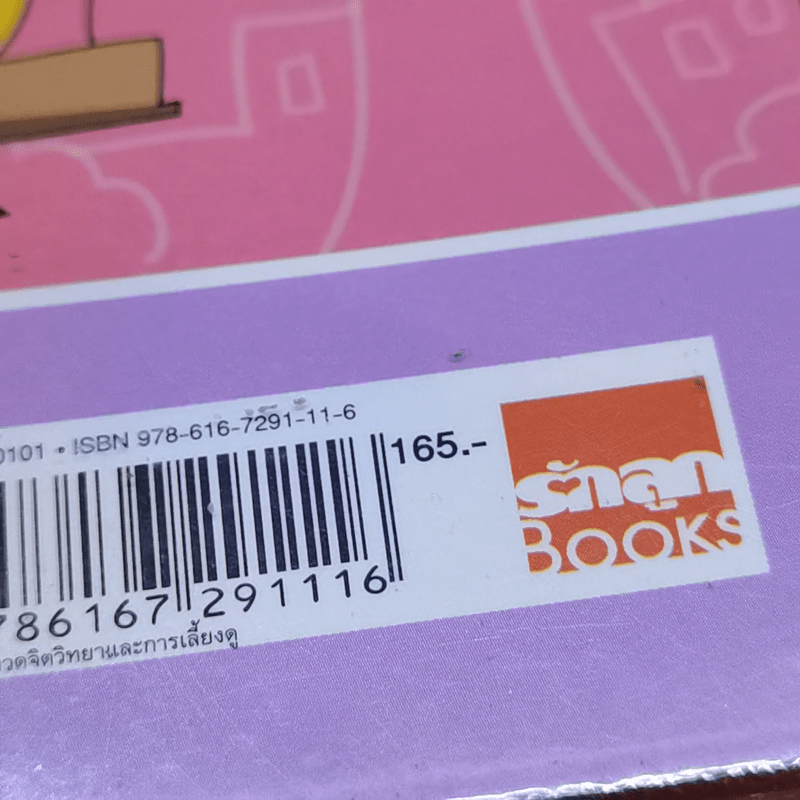 0101 • ISBN 978-616-7291-11-6
165.-
786167 291116
วดจิตวิทยาและการเลี้ยงดู
รักลูก
BOOKS